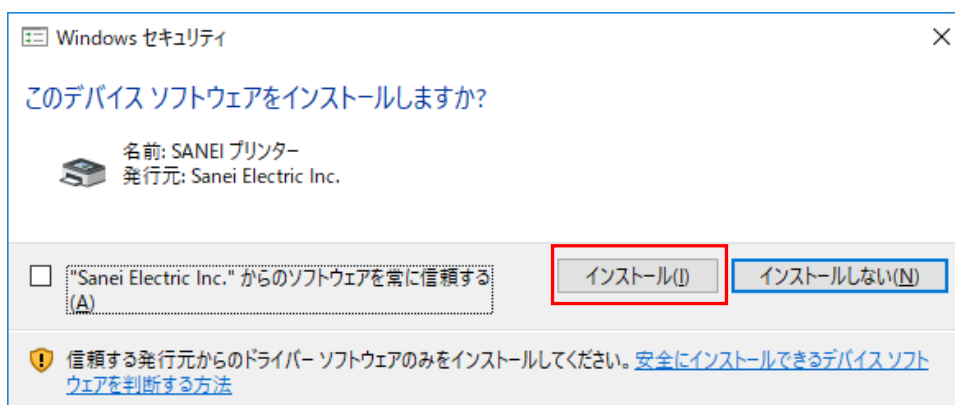 Windows セキュリティ
このデバイス ソフトウェアをインストールしますか?
名前: SANEI プリンター
発行元: Sanei Electric Inc.
"Sanei Electric Inc." からのソフトウェアを常に信頼する
(A)
インストール(I)
インストールしない(N)
信頼する発行元からのドライバー ソフトウェアのみをインストールしてください。安全にインストールできるデバイス ソフト
ウェアを判断する方法